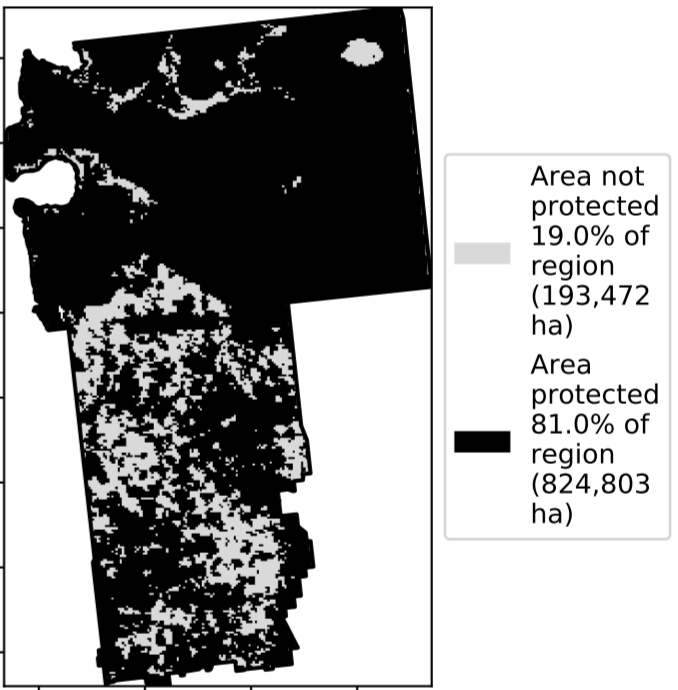 Area not
protected
19.0% of
region
(193,472
ha)
Area
protected
81.0% of
region
(824,803
ha)